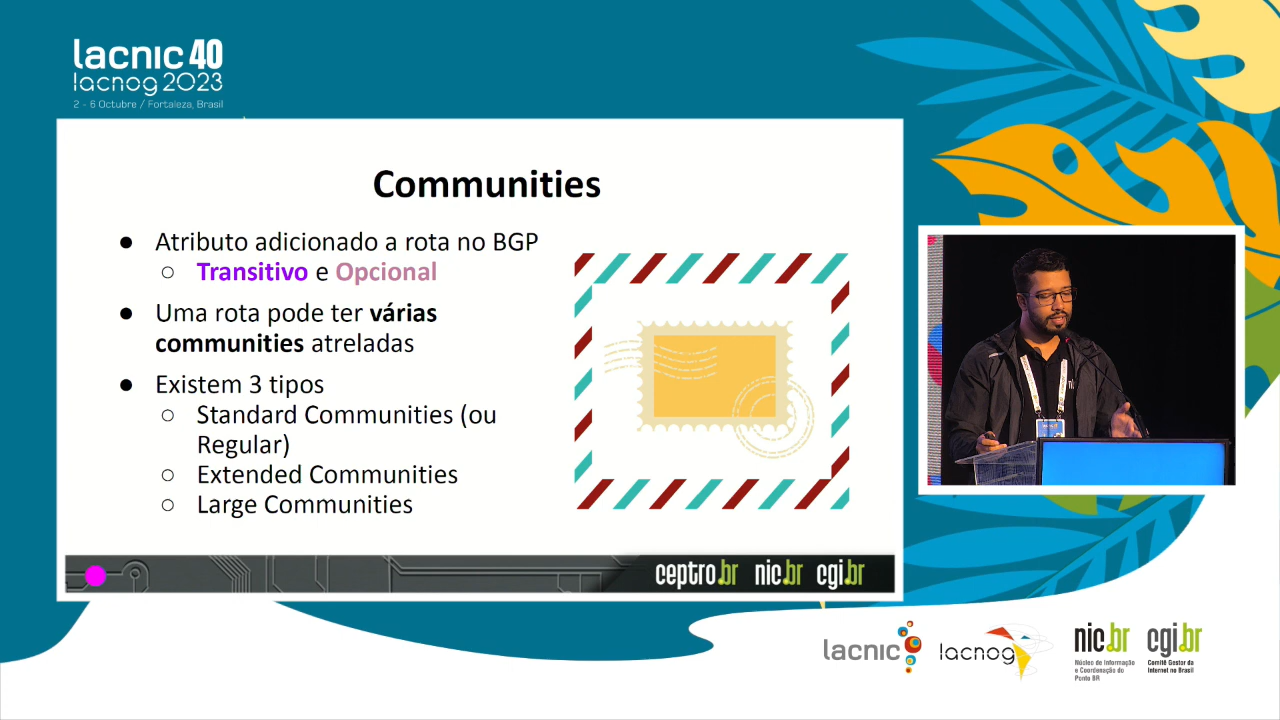 lacnic 40
lacnog 2023
2 - 6 Octubre / Fortaleza, Brasil
Communities
● Atributo adicionado a rota no BGP
○ Transitivo e Opcional
● Uma rota pode ter várias
communities atreladas
● Existem 3 tipos
○ Standard Communities (ou
Regular)
○ Extended Communities
○ Large Communities
ceptro.br nic.br cgi.br
lacnic
lacnog
nic.br
Núcleo de Informação
e Coordenação do
Ponto BR
cgi.br
Comitê Gestor da
Internet no Brasil